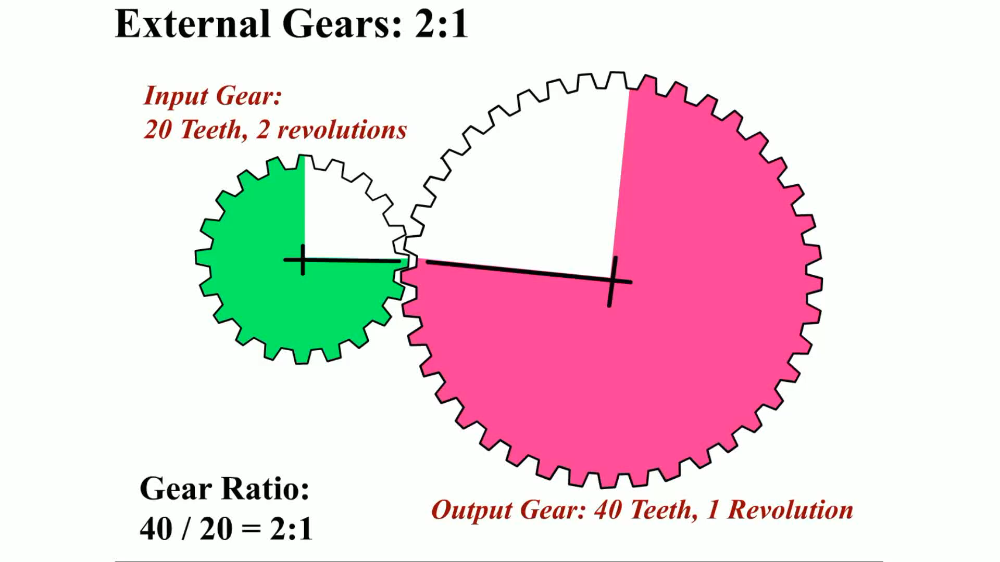 External Gears: 2:1
Input Gear:
20 Teeth, 2 revolutions
Gear Ratio:
40 / 20 = 2:1
Output Gear: 40 Teeth, 1 Revolution